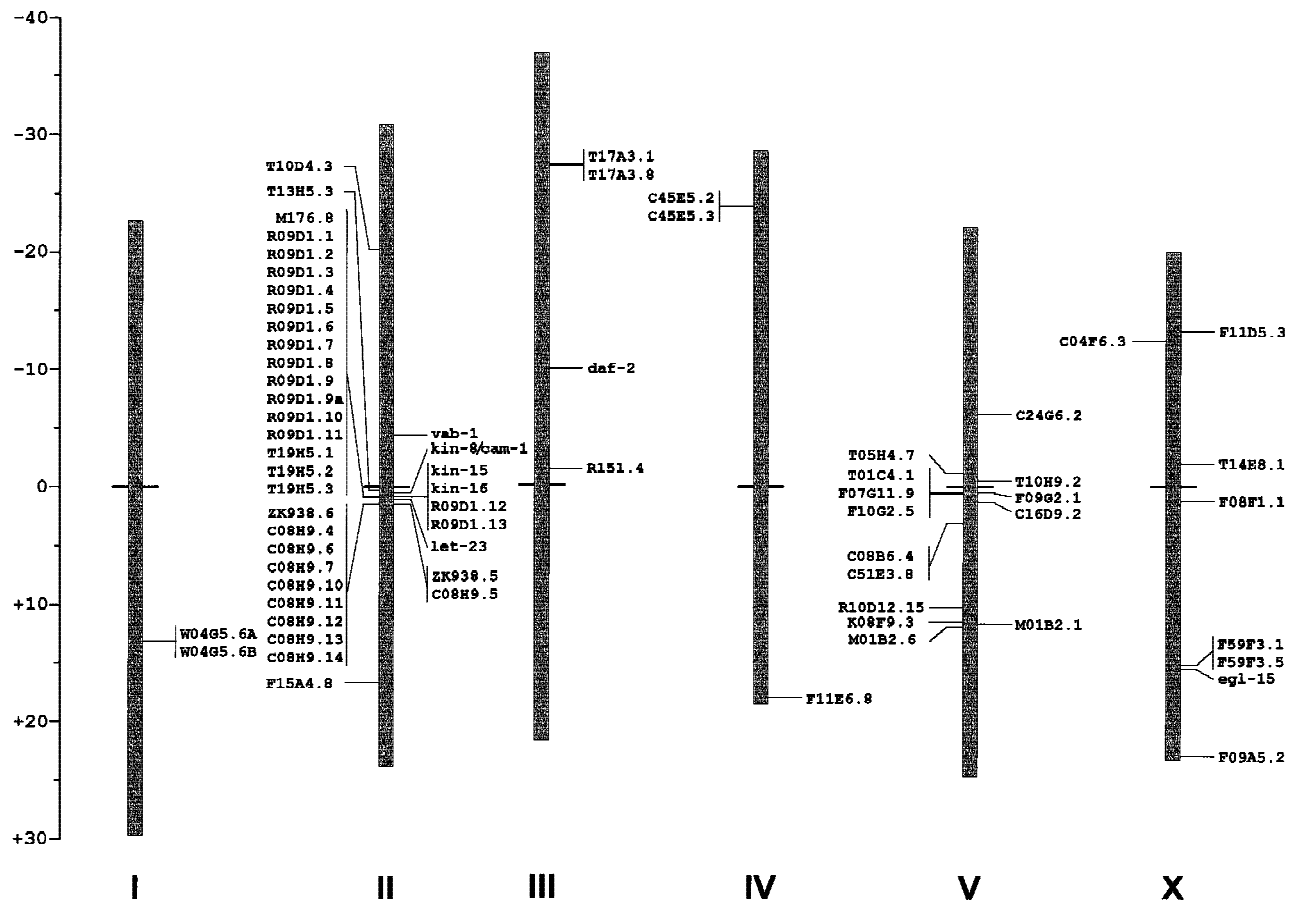 -40
-30
-20
-10
0
+10
+20
+30
W04G5.6A
W04G5.6B
I
T10D4.3
T13H5.3
M176.8
R09D1.1
R09D1.2
R09D1.3
R09D1.4
R09D1.5
R09D1.6
R09D1.7
R09D1.8
R09D1.9
R09D1.9a
R09D1.10
R09D1.11
T19H5.1
T19H5.2
T19H5.3
ZK938.6
C08H9.4
C08H9.6
C08H9.7
C08H9.10
C08H9.11
C08H9.12
C08H9.13
C08H9.14
F15A4.8
vab-1
kin-8/cam-1
kin-15
kin-16
R09D1.12
R09D1.13
let-23
ZK938.5
C08H9.5
II
T17A3.1
T17A3.8
daf-2
R151.4
III
C45E5.2
C45E5.3
F11E6.8
IV
T05H4.7
T01C4.1
F07G11.9
F10G2.5
C08B6.4
C51E3.8
R10D12.15
K08F9.3
M01B2.6
C24G6.2
T10H9.2
F09G2.1
C16D9.2
M01B2.1
V
C04F6.3
F11D5.3
T14E8.1
F08F1.1
F59F3.1
F59F3.5
egl-15
F09A5.2
X